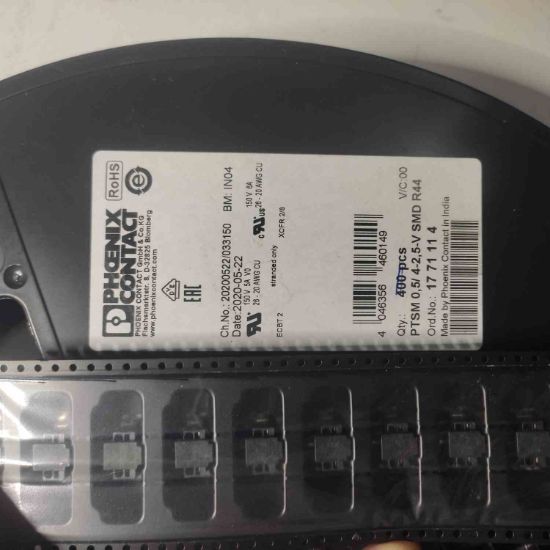 RoHS
e
PHOENIX
CONTACT
PHOENIX CONTACT GmbH & Co.KG
Flachsmarktstr. 8, D-32825 Blomberg
www.phoenixcontact.com
EAC
Ch.No.: 20200522/033150 BM: IN04
Date:2020-05-22
150 V 5A V0
28 - 20 AWG CU
ECBT 2
stranded only
150 V 6A
26 - 20 AWG CU
XCFR 2/8
4 046356 460149
Qty.: 400 pcs V/C:00
PTSM 0,5/ 4-2,5-V SMD R44
Ord.No.: 17 71 11 4
Made by Phoenix Contact in India